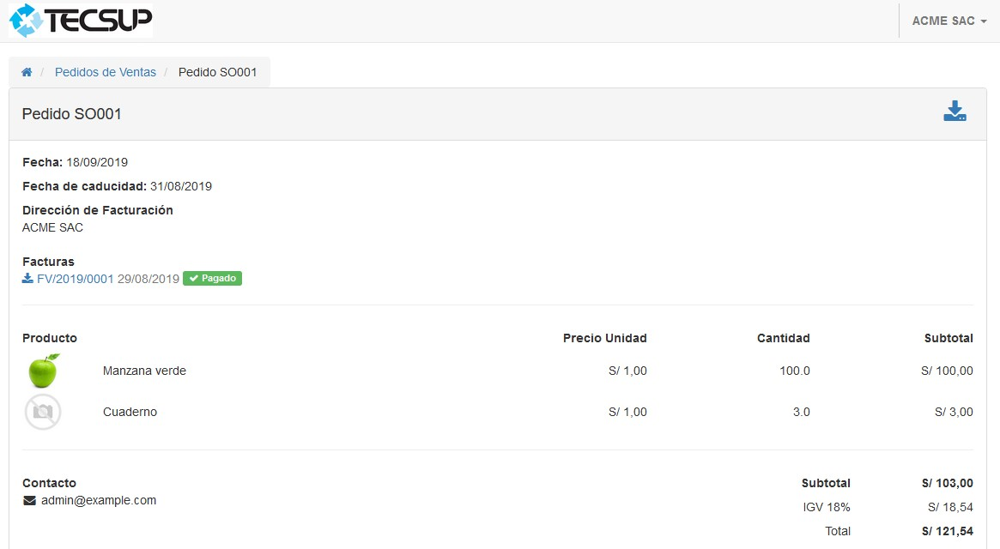 TECSUP
ACME SAC
Pedidos de Ventas / Pedido SO001
Pedido SO001
Fecha: 18/09/2019
Fecha de caducidad: 31/08/2019
Dirección de Facturación
ACME SAC
Facturas
FV/2019/0001 29/08/2019 Pagado
Producto Precio Unidad Cantidad Subtotal
Manzana verde S/ 1,00 100.0 S/ 100,00
Cuaderno S/ 1,00 3.0 S/ 3,00
Contacto Subtotal S/ 103,00
admin@example.com IGV 18% S/ 18,54
Total S/ 121,54